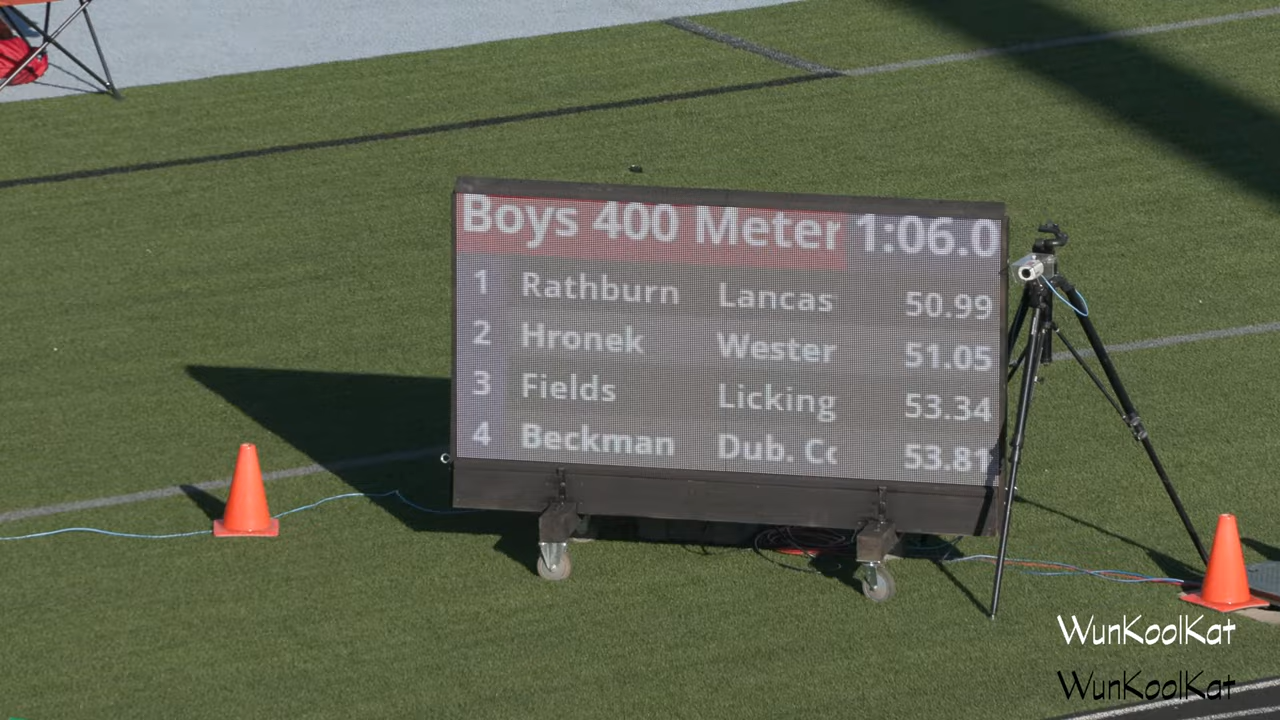 Boys 400 Meter 1:06.0
1 Rathburn Lancas 50.99
2 Hronek Wester 51.05
3 Fields Licking 53.34
4 Beckman Dub. Cc 53.81
WunKoolKat
WunKoolKat